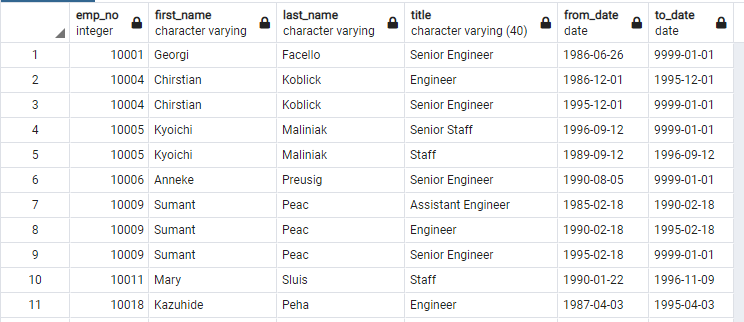 emp_no first_name last_name title from_date to_date
integer character varying character varying character varying (40) date date
1 10001 Georgi Facello Senior Engineer 1986-06-26 9999-01-01
2 10004 Chirstian Koblick Engineer 1986-12-01 1995-12-01
3 10004 Chirstian Koblick Senior Engineer 1995-12-01 9999-01-01
4 10005 Kyoichi Maliniak Senior Staff 1996-09-12 9999-01-01
5 10005 Kyoichi Maliniak Staff 1989-09-12 1996-09-12
6 10006 Anneke Preusig Senior Engineer 1990-08-05 9999-01-01
7 10009 Sumant Peac Assistant Engineer 1985-02-18 1990-02-18
8 10009 Sumant Peac Engineer 1990-02-18 1995-02-18
9 10009 Sumant Peac Senior Engineer 1995-02-18 9999-01-01
10 10011 Mary Sluis Staff 1990-01-22 1996-11-09
11 10018 Kazuhide Peha Engineer 1987-04-03 1995-04-03